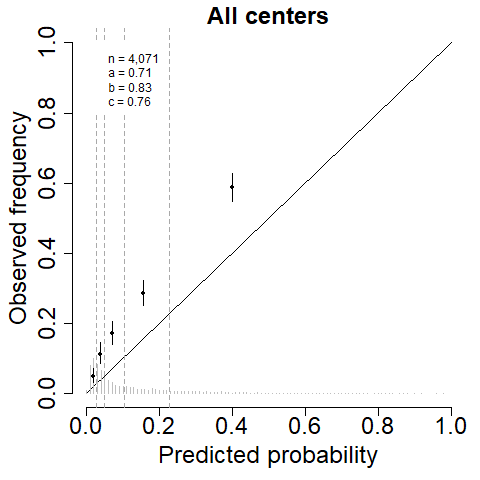 All centers
n = 4,071
a = 0.71
b = 0.83
c = 0.76
Observed frequency
1.0
0.8
0.6
0.4
0.2
0.0
0.0 0.2 0.4 0.6 0.8 1.0
Predicted probability